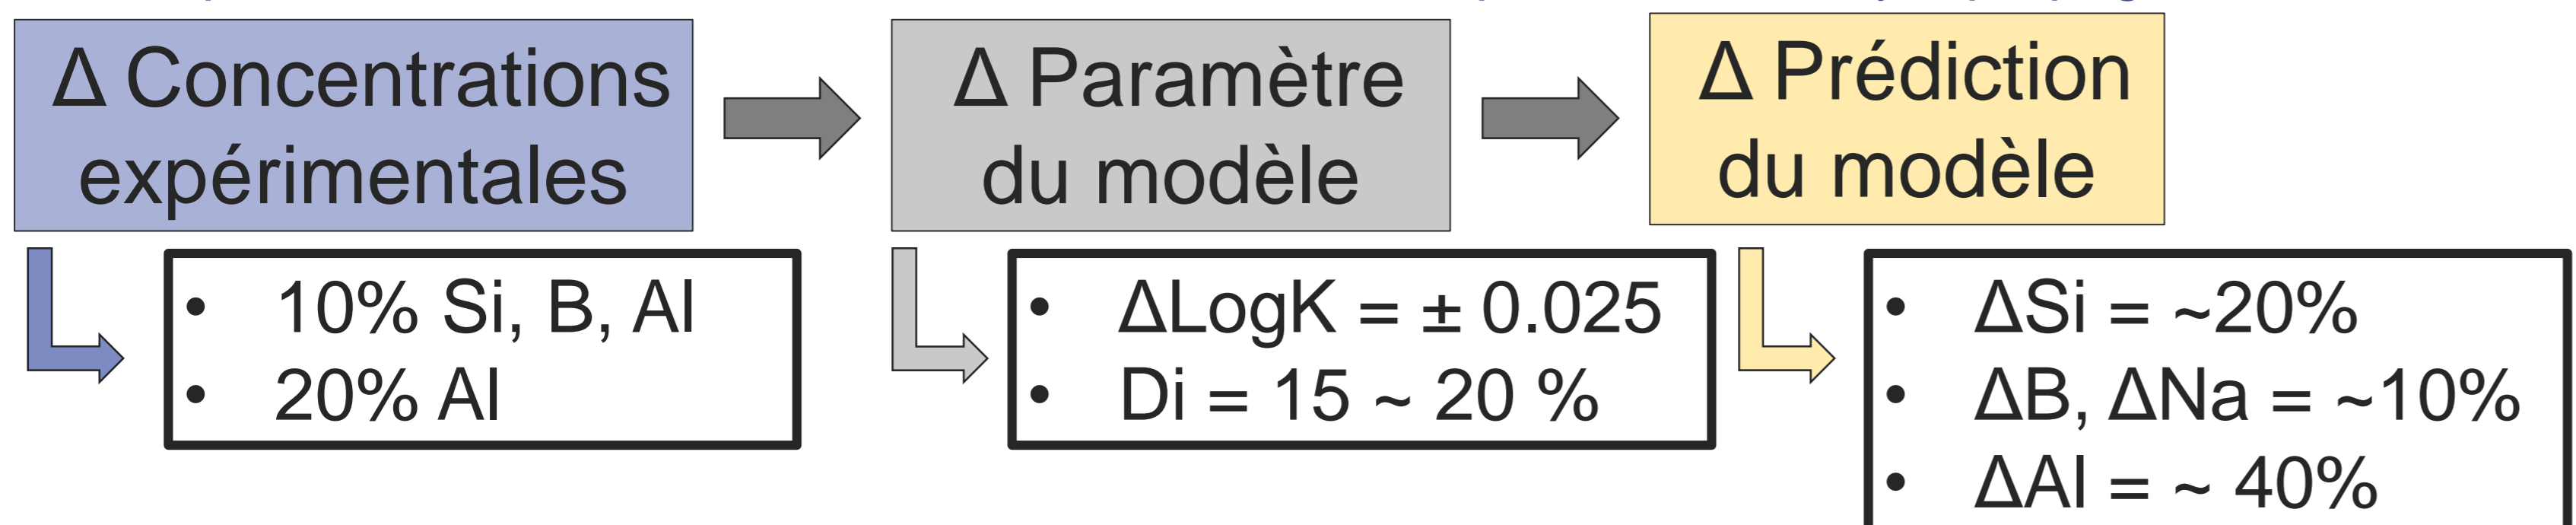 Δ Concentrations
expérimentales
Δ Paramètre
du modèle
Δ Prédiction
du modèle
• 10% Si, B, Al
• 20% Al
• ΔLogK = ± 0.025
• Di = 15 ~ 20 %
• ΔSi = ~20%
• ΔB, ΔNa = ~10%
• ΔAl = ~ 40%